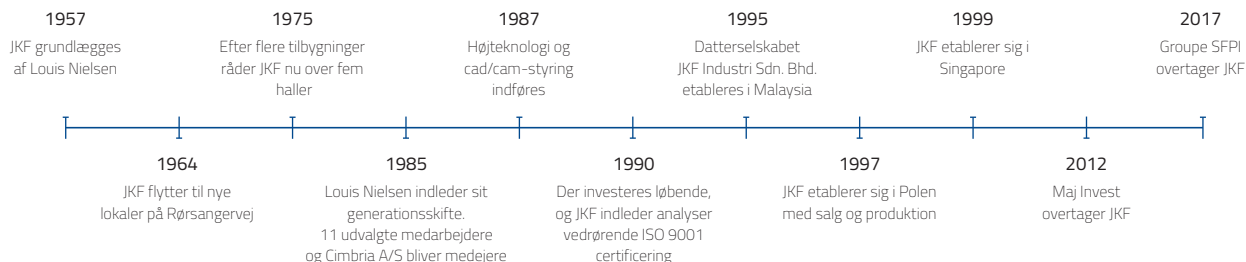 1957
JKF grundlægges
af Louis Nielsen
1964
JKF flytter til nye
lokaler på Rørsangervej
1975
Efter flere tilbygninger
råder JKF nu over fem
haller
1985
Louis Nielsen indleder sit
generationsskifte.
11 udvalgte medarbejdere
og Cimbria A/S bliver medejere
1987
Højteknologi og
cad/cam-styring
indføres
1990
Der investeres løbende,
og JKF indleder analyser
vedrørende ISO 9001
certificering
1995
Datterselskabet
JKF Industri Sdn. Bhd.
etableres i Malaysia
1997
JKF etablerer sig i Polen
med salg og produktion
1999
JKF etablerer sig i
Singapore
2012
Maj Invest
overtager JKF
2017
Groupe SFPI
overtager JKF